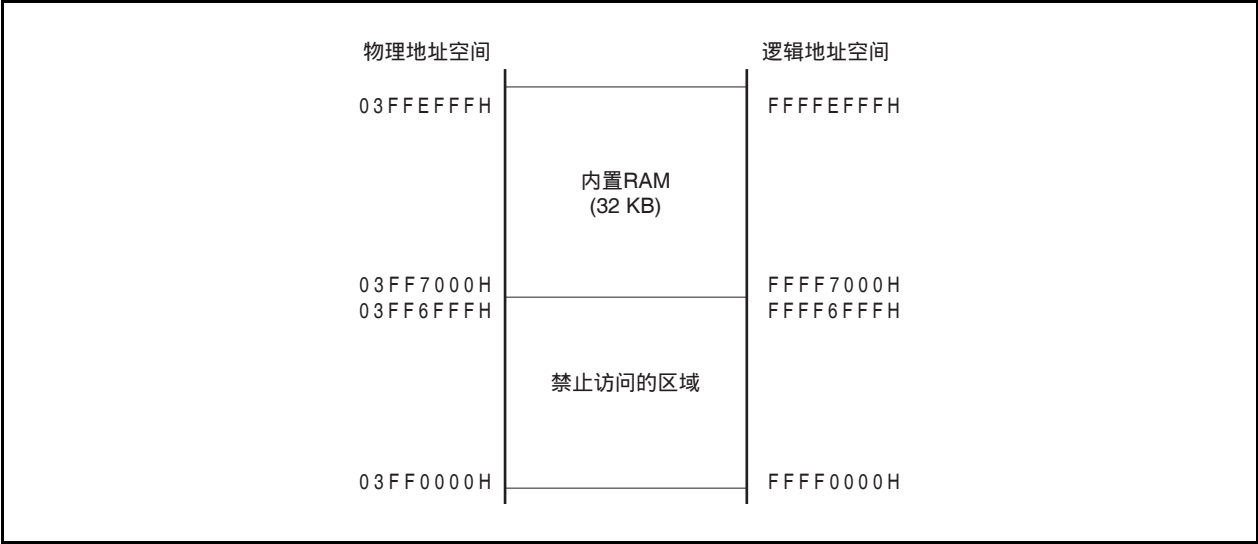 物理地址空间 逻辑地址空间
03FFEFFFH FFFFEFFFH
内置RAM
(32 KB)
03FF7000H FFFF7000H
03FF6FFFH FFFF6FFFH
禁止访问的区域
03FF0000H FFFF0000H